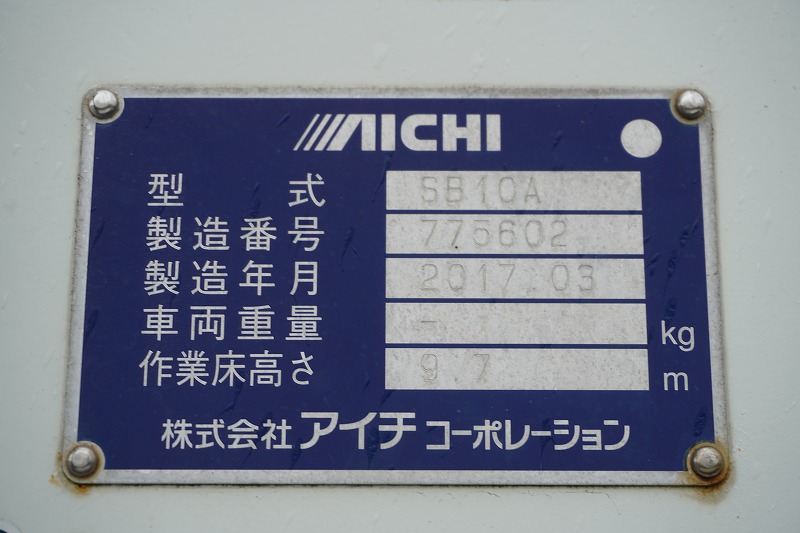 AICHI
型式 SB10A
製造番号 775602
製造年月 2017.03
車両重量 - kg
作業床高さ 9.7 m
株式会社アイチコーポレーション